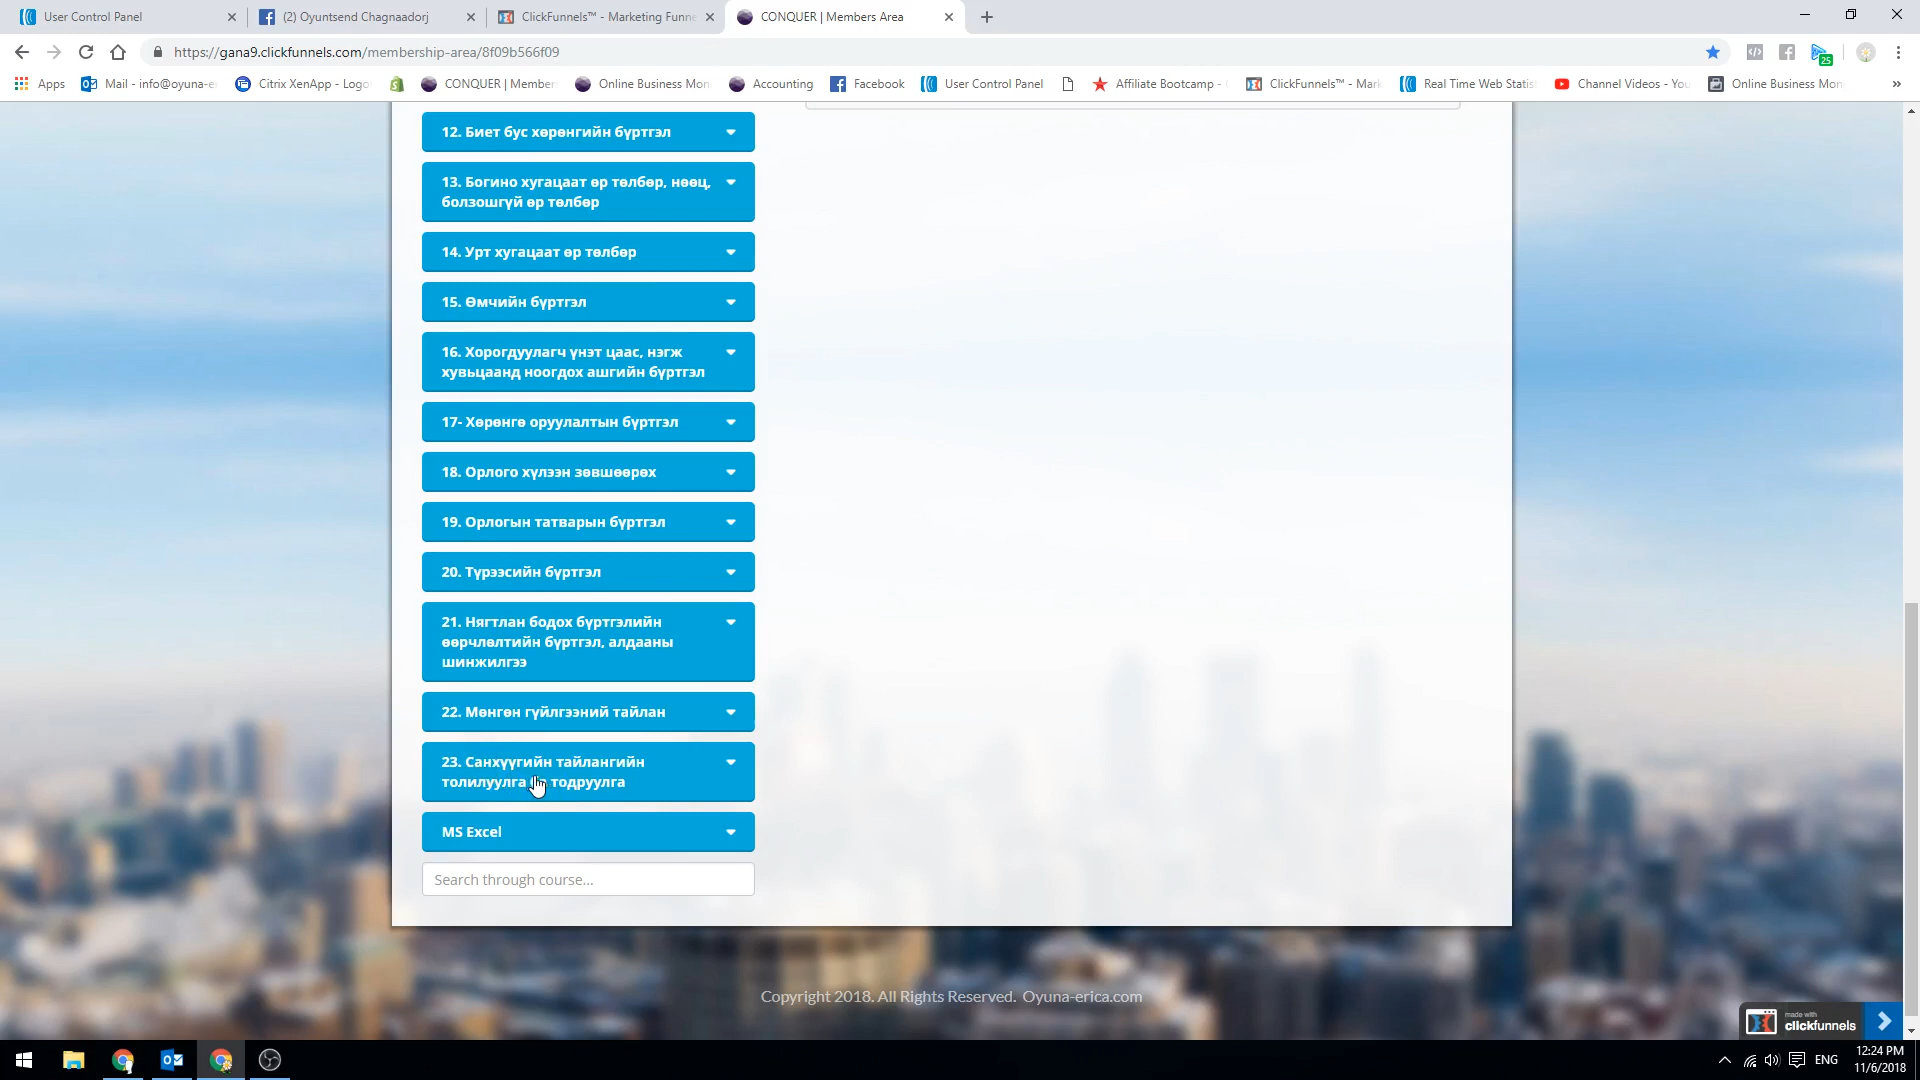 User Control Panel
(2) Oyuntsend Chagnaadorj
ClickFunnels™ - Marketing Funne
CONQUER | Members Area
https://gana9.clickfunnels.com/membership-area/8f09b566f09
25
Apps
Mail - info@oyuna-e
Citrix XenApp - Logo
CONQUER | Member
Online Business Mon
Accounting
Facebook
User Control Panel
Affiliate Bootcamp -
ClickFunnels™ - Mark
Real Time Web Statis
Channel Videos - You
Online Business Mon
12. Биет бус хөрөнгийн бүртгэл
13. Богино хугацаат өр төлбөр, нөөц,
болзошгүй өр төлбөр
14. Урт хугацаат өр төлбөр
15. Өмчийн бүртгэл
16. Хорогдуулагч үнэт цаас, нэгж
хувьцаанд ноогдох ашгийн бүртгэл
17- Хөрөнгө оруулалтын бүртгэл
18. Орлого хүлээн зөвшөөрөх
19. Орлогын татварын бүртгэл
20. Түрээсийн бүртгэл
21. Нягтлан бодох бүртгэлийн
өөрчлөлтийн бүртгэл, алдааны
шинжилгээ
22. Мөнгөн гүйлгээний тайлан
23. Санхүүгийн тайлангийн
толилуулга тодруулга
MS Excel
Search through course...
Copyright 2018. All Rights Reserved. Oyuna-erica.com
made with
clickfunnels
ENG
12:24 PM
11/6/2018